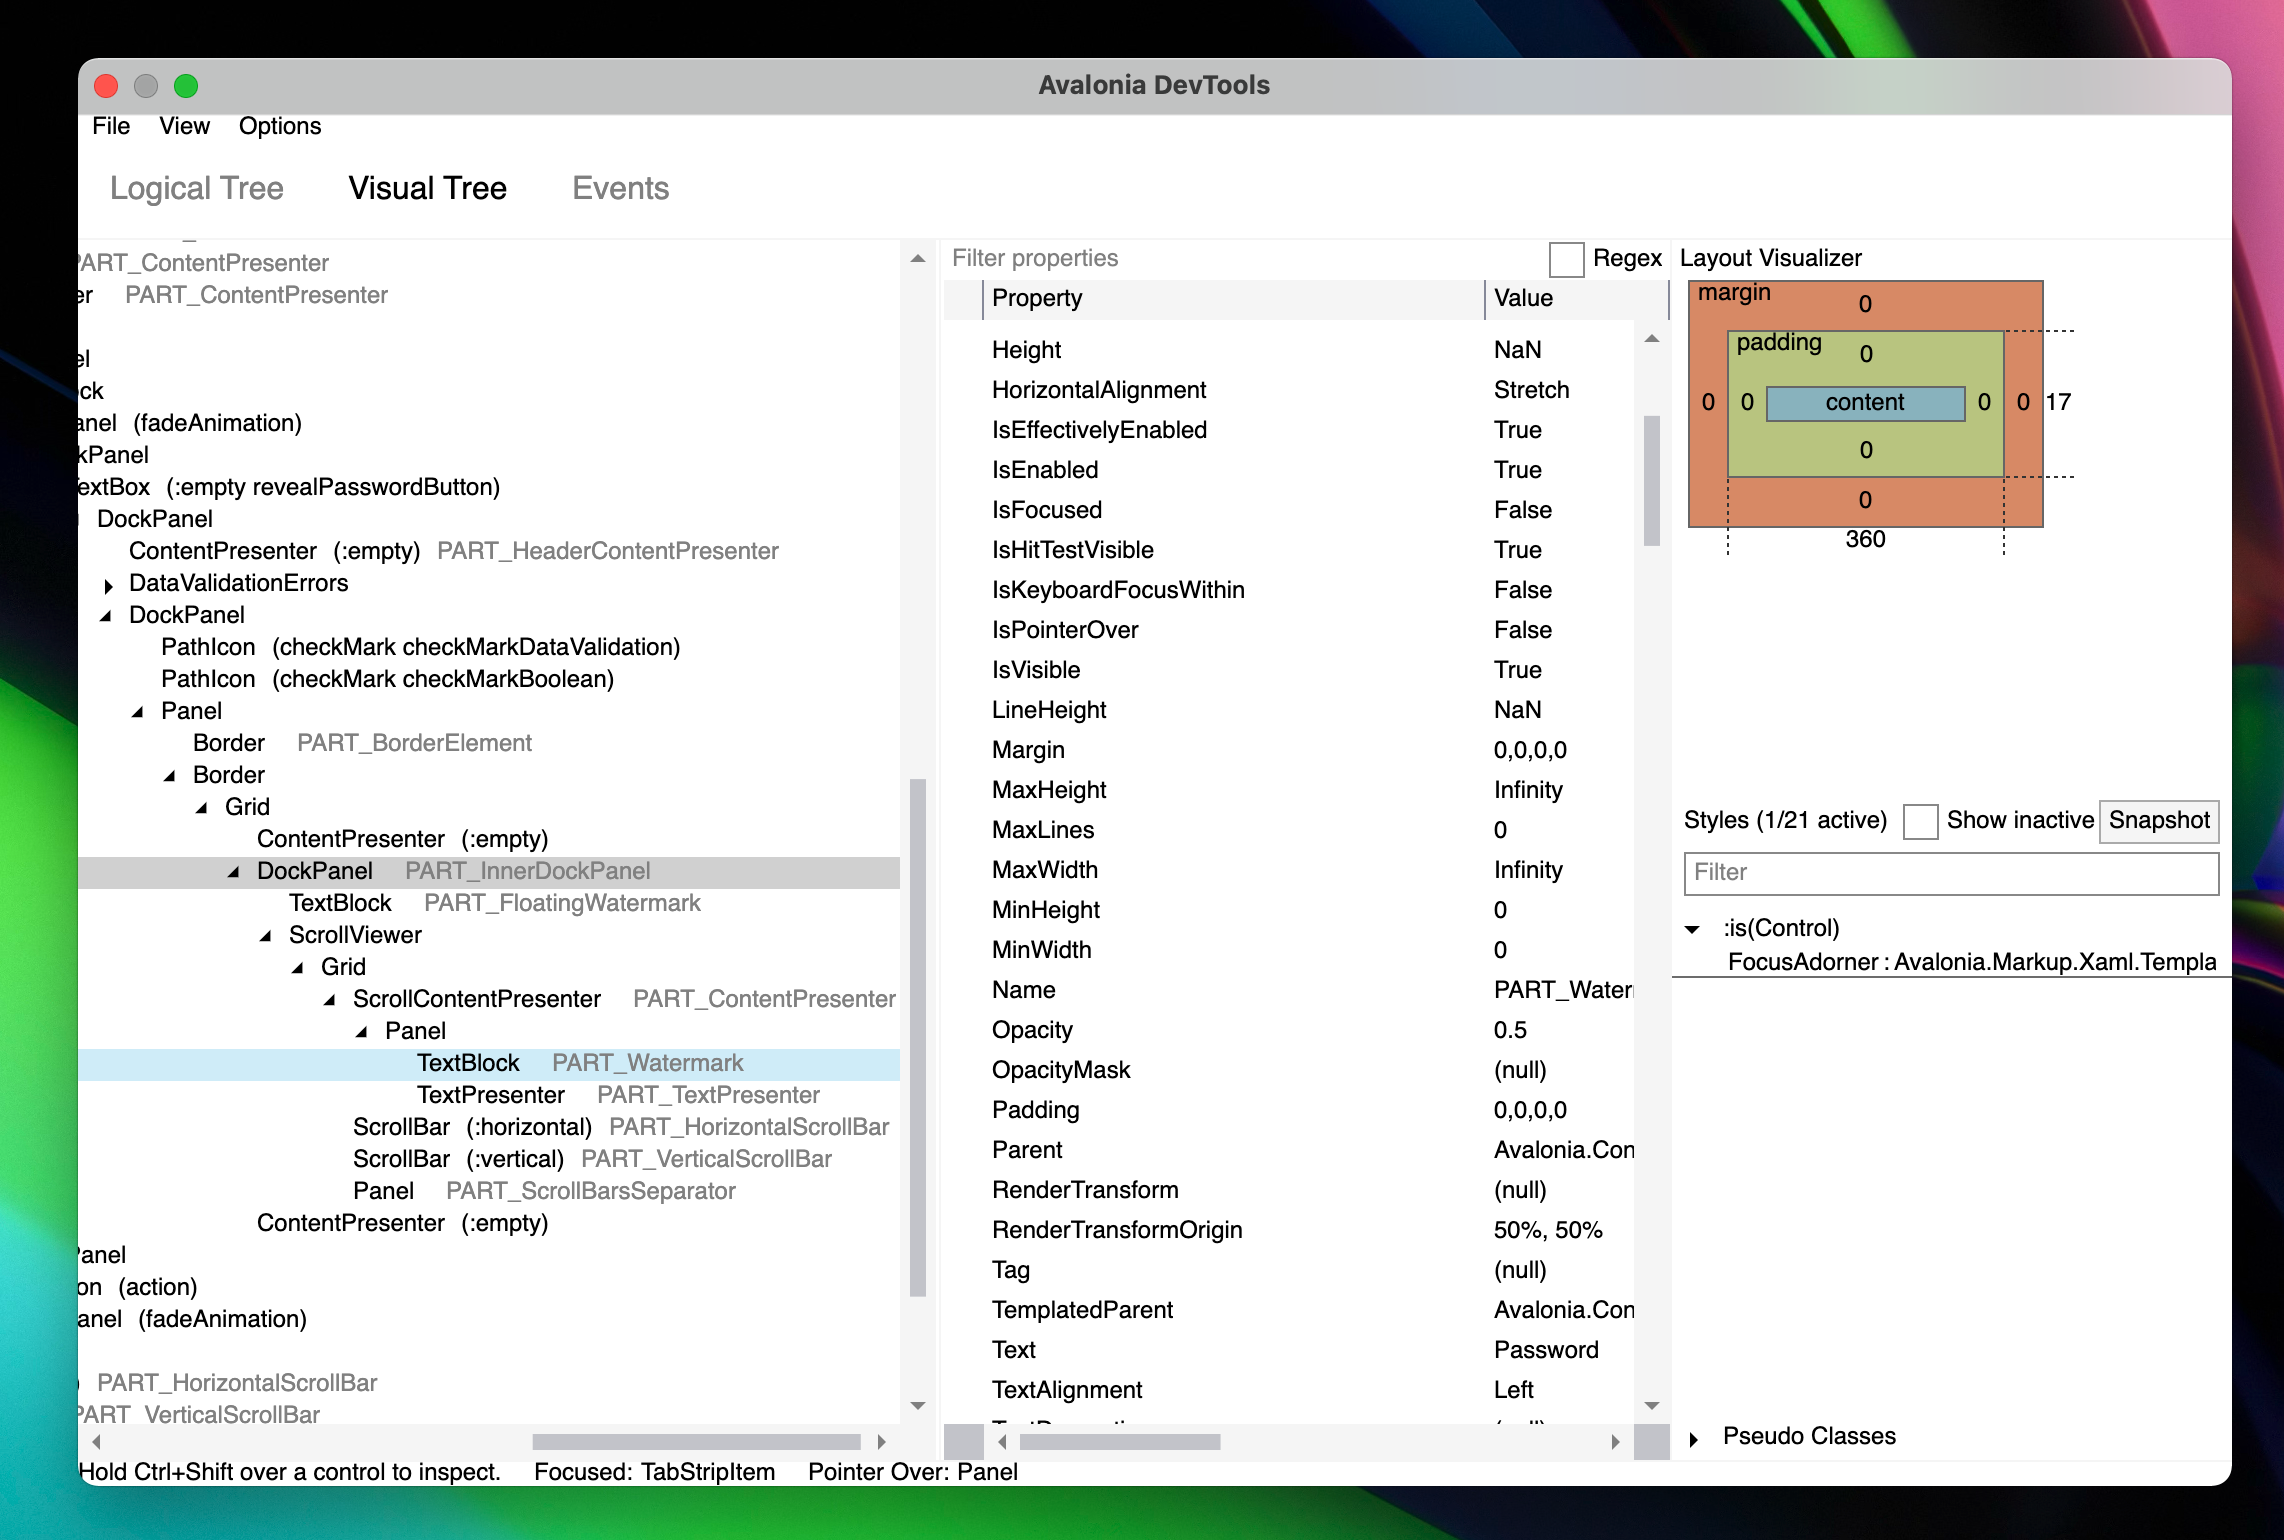 Avalonia DevTools
File View Options
Logical Tree Visual Tree Events
PART_ContentPresenter
er PART_ContentPresenter
el
ock
anel (fadeAnimation)
kPanel
TextBox (:empty revealPasswordButton)
DockPanel
ContentPresenter (:empty) PART_HeaderContentPresenter
DataValidationErrors
DockPanel
PathIcon (checkMark checkMarkDataValidation)
PathIcon (checkMark checkMarkBoolean)
Panel
Border PART_BorderElement
Border
Grid
ContentPresenter (:empty)
DockPanel PART_InnerDockPanel
TextBlock PART_FloatingWatermark
ScrollViewer
Grid
ScrollContentPresenter PART_ContentPresenter
Panel
TextBlock PART_Watermark
TextPresenter PART_TextPresenter
ScrollBar (:horizontal) PART_HorizontalScrollBar
ScrollBar (:vertical) PART_VerticalScrollBar
Panel PART_ScrollBarsSeparator
ContentPresenter (:empty)
Panel
on (action)
anel (fadeAnimation)
PART_HorizontalScrollBar
PART_VerticalScrollBar
Filter properties Regex
Property Value
Height NaN
HorizontalAlignment Stretch
IsEffectivelyEnabled True
IsEnabled True
IsFocused False
IsHitTestVisible True
IsKeyboardFocusWithin False
IsPointerOver False
IsVisible True
LineHeight NaN
Margin 0,0,0,0
MaxHeight Infinity
MaxLines 0
MaxWidth Infinity
MinHeight 0
MinWidth 0
Name PART_Water
Opacity 0.5
OpacityMask (null)
Padding 0,0,0,0
Parent Avalonia.Con
RenderTransform (null)
RenderTransformOrigin 50%, 50%
Tag (null)
TemplatedParent Avalonia.Con
Text Password
TextAlignment Left
Layout Visualizer
margin 0
padding 0
0 0 content 0 0 17
0
0
360
Styles (1/21 active) Show inactive Snapshot
Filter
:is(Control)
FocusAdorner : Avalonia.Markup.Xaml.Templa
Pseudo Classes
Hold Ctrl+Shift over a control to inspect. Focused: TabStripItem Pointer Over: Panel